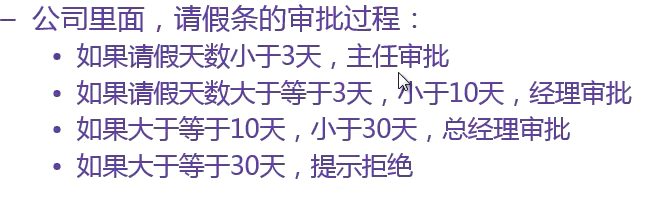 – 公司里面，请假条的审批过程：
• 如果请假天数小于3天，主任审批
• 如果请假天数大于等于3天，小于10天，经理审批
• 如果大于等于10天，小于30天，总经理审批
• 如果大于等于30天，提示拒绝